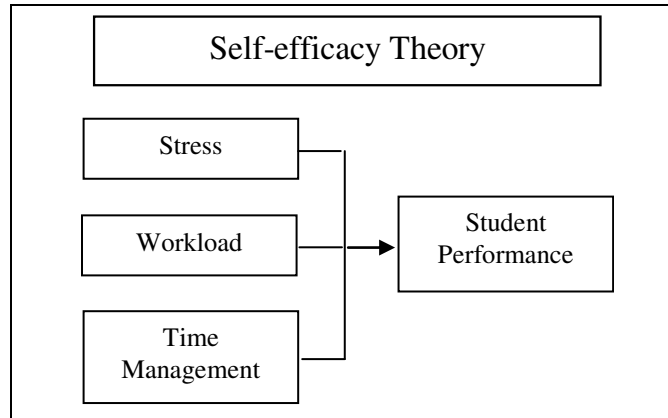 Self-efficacy Theory
Stress
Workload
Student
Performance
Time
Management